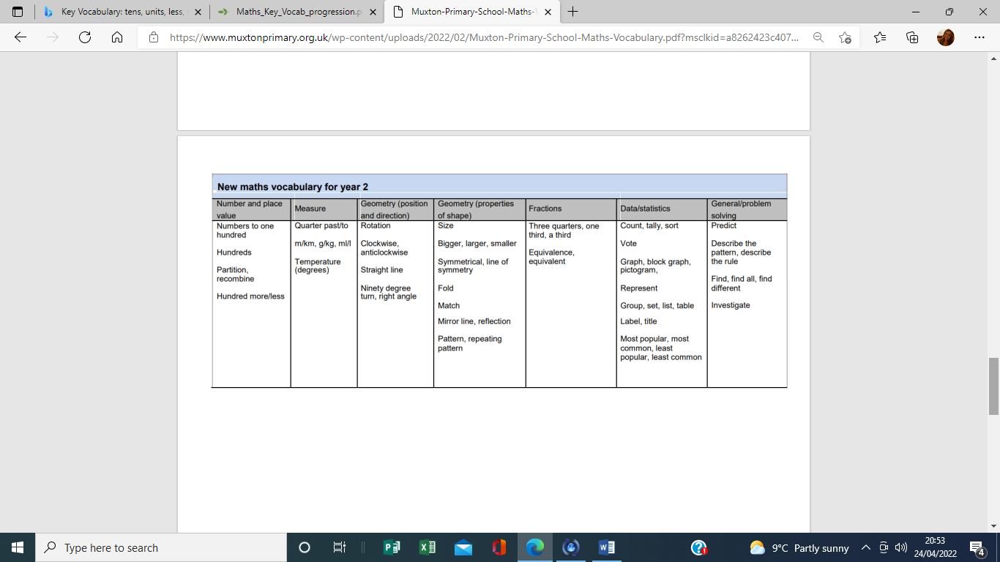 Key Vocabulary: tens, units, less,
Maths_Key_Vocab_progression.p
Muxton-Primary-School-Maths-
https://www.muxtonprimary.org.uk/wp-content/uploads/2022/02/Muxton-Primary-School-Maths-Vocabulary.pdf?msclkid=a8262423c407...
New maths vocabulary for year 2
Number and place
value
Measure
Geometry (position
and direction)
Geometry (properties
of shape)
Fractions
Data/statistics
General/problem
solving
Numbers to one
hundred
Hundreds
Partition,
recombine
Hundred more/less
Quarter past/to
m/km, g/kg, ml/l
Temperature
(degrees)
Rotation
Clockwise,
anticlockwise
Straight line
Ninety degree
turn, right angle
Size
Bigger, larger, smaller
Symmetrical, line of
symmetry
Fold
Match
Mirror line, reflection
Pattern, repeating
pattern
Three quarters, one
third, a third
Equivalence,
equivalent
Count, tally, sort
Vote
Graph, block graph,
pictogram,
Represent
Group, set, list, table
Label, title
Most popular, most
common, least
popular, least common
Predict
Describe the
pattern, describe
the rule
Find, find all, find
different
Investigate
Type here to search
9°C Partly sunny
20:53
24/04/2022
4